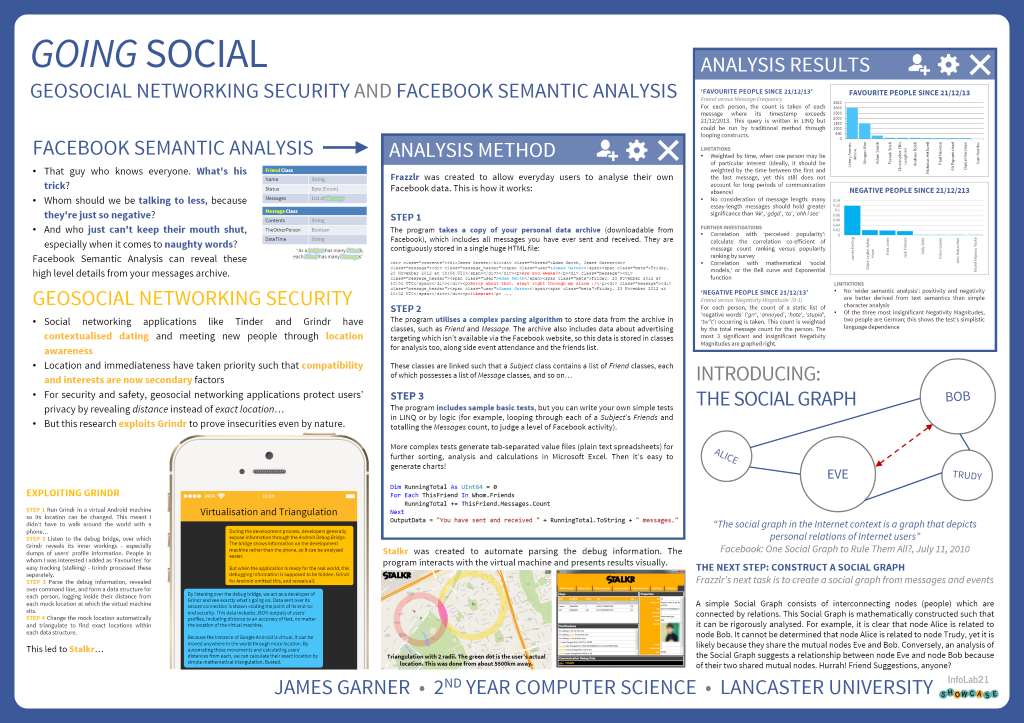 GOING SOCIAL
GEOSOCIAL NETWORKING SECURITY AND FACEBOOK SEMANTIC ANALYSIS
FACEBOOK SEMANTIC ANALYSIS
• That guy who knows everyone. What's his
trick?
• Whom should we be talking to less, because
they're just so negative?
• And who just can't keep their mouth shut,
especially when it comes to naughty words?
Facebook Semantic Analysis can reveal these
high level details from your messages archive.
Friend Class
Name String
Status Byte (Enum)
Messages
Message Class
Contents String
TheOtherPerson Boolean
DateTime String
GEOSOCIAL NETWORKING SECURITY
• Social networking applications like Tinder and Grindr have
contextualised dating and meeting new people through location
awareness
• Location and immediateness have taken priority such that compatibility
and interests are now secondary factors
• For security and safety, geosocial networking applications protect users'
privacy by revealing distance instead of exact location…
• But this research exploits Grindr to prove insecurities even by nature.
EXPLOITING GRINDR
STEP 1 Run Grindr in a virtual Android machine
so its location can be changed. This meant I
didn't have to walk around the world with a
phone...
STEP 2 Listen to the debug bridge, over which
Grindr reveals its inner workings - especially
dumps of users' profile information. People in
whom I was interested I added as 'Favourites' for
easy tracking (stalking) - Grindr processed these
separately.
STEP 3 Parse the debug information, revealed
over command line, and form a data structure for
each person, logging inside their distance from
each mock location at which the virtual machine
sits.
STEP 4 Change the mock location automatically
and triangulate to find exact locations within
each data structure.
This led to Stalkr…
Virtualisation and Triangulation
ANALYSIS METHOD
Frazzlr was created to allow everyday users to analyse their own
Facebook data. This is how it works:
STEP 1
The program takes a copy of your personal data archive (downloadable from
Facebook), which includes all messages you have ever sent and received. They are
contiguously stored in a single huge HTML file:
STEP 2
The program utilises a complex parsing algorithm to store data from the archive in
classes, such as Friend and Message. The archive also includes data about advertising
targeting which isn't available via the Facebook website, so this data is stored in classes
for analysis too, along side event attendance and the friends list.
These classes are linked such that a Subject class contains a list of Friend classes, each
of which possesses a list of Message classes, and so on…
STEP 3
The program includes sample basic tests, but you can write your own simple tests
in LINQ or by logic (for example, looping through each of a Subject's Friends and
totalling the Messages count, to judge a level of Facebook activity).
More complex tests generate tab-separated value files (plain text spreadsheets) for
further sorting, analysis and calculations in Microsoft Excel. Then it's easy to
generate charts!
Dim RunningTotal As UInt64 = 0
For Each ThisFriend In Whom.Friends
RunningTotal += ThisFriend.Messages.Count
Next
OutputData = "You have sent and received " + RunningTotal.ToString + " messages."
Stalkr was created to automate parsing the debug information. The
program interacts with the virtual machine and presents results visually.
STALKR
Triangulation with 2 radii. The green dot is the user's actual
location. This was done from about 5500km away.
STALKR
ANALYSIS RESULTS
'FAVOURITE PEOPLE SINCE 21/12/13'
Friend versus Message Frequency
For each person, the count is taken of each
message where its timestamp exceeds
21/12/2013. This query is written in LINQ but
could be run by traditional method through
looping constructs.
LIMITATIONS
• Weighted by time, when one person may be
of particular interest (ideally, it should be
weighted by the time between the first and
the last message, yet this still does not
account for long periods of communication
absence)
• No consideration of length of message: many
essay-length messages should hold greater
FURTHER INVESTIGATIONS
• Correlation with 'perceived popularity':
calculate the correlation co-efficient of
message count ranking versus popularity
ranking by survey
• Correlation with mathematical 'social
models,' or the Bell curve and Exponential
function
'NEGATIVE PEOPLE SINCE 21/12/13'
Friend versus 'Negativity Magnitude' (0-1)
For each person, the count of a static list of
by the total message count for the person. The
most 3 significant and insignificant Negativity
Magnitudes are graphed right.
FAVOURITE PEOPLE SINCE 21/12/13
NEGATIVE PEOPLE SINCE 21/12/213
LIMITATIONS
• No 'wider semantic analysis': positivity and negativity
are better derived from text semantics than simple
character analysis
• Of the three most insignificant Negativity Magnitudes,
two people are German; this shows the test's simplistic
language dependency
INTRODUCING:
THE SOCIAL GRAPH
BOB
ALICE
EVE
TRUDY
"The social graph in the Internet context is a graph that depicts
personal relations of Internet users"
Facebook: One Social Graph to Rule Them All?, July 11, 2010
THE NEXT STEP: CONSTRUCT A SOCIAL GRAPH
Frazzlr's next task is to create a social graph from messages and events
A simple Social Graph consists of interconnecting nodes (people) which are
connected by relations. This Social Graph is mathematically constructed such that
it can be rigorously analysed. For example, it is clear that node Alice is related to
node Bob. It cannot be determined that node Alice is related to node Trudy, yet it is
likely because they share the mutual nodes Eve and Bob. Conversely, an analysis of
the Social Graph suggests a relationship between node Eve and node Bob because
of their two shared mutual nodes. Hurrah! Friend Suggestions, anyone?
JAMES GARNER • 2ND YEAR COMPUTER SCIENCE • LANCASTER UNIVERSITY
InfoLab21
SHOWCASE